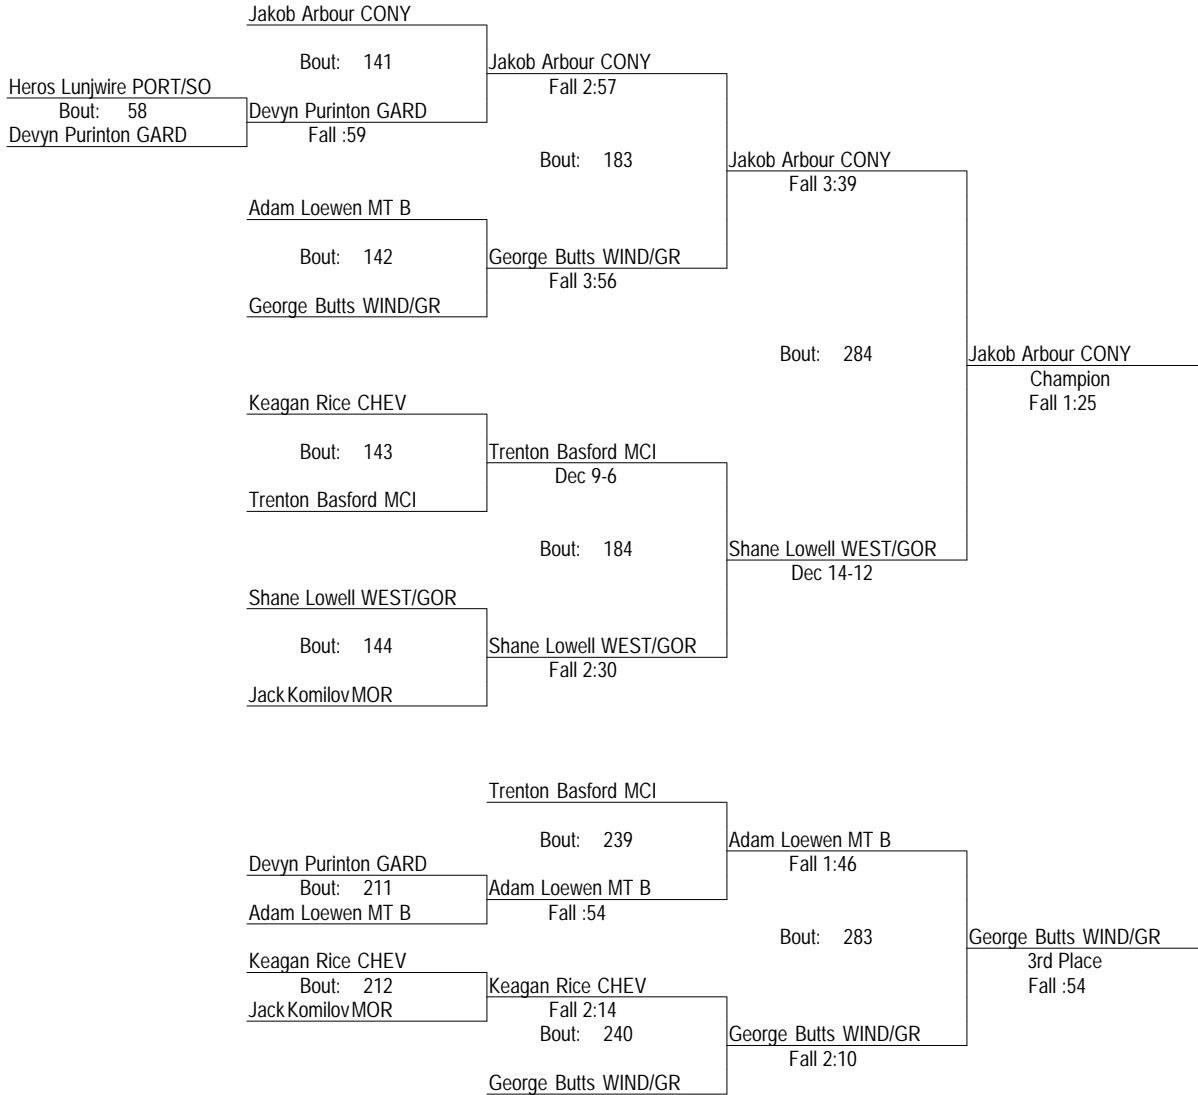 Jakob Arbour CONY
Bout: 141
Jakob Arbour CONY
Fall 2:57
Heros Lunjwire PORT/SO
Bout: 58
Devyn Purinton GARD
Devyn Purinton GARD
Fall :59
Bout: 183
Jakob Arbour CONY
Fall 3:39
Adam Loewen MT B
Bout: 142
George Butts WIND/GR
Fall 3:56
George Butts WIND/GR
Bout: 284
Jakob Arbour CONY
Champion
Fall 1:25
Keagan Rice CHEV
Bout: 143
Trenton Basford MCI
Dec 9-6
Trenton Basford MCI
Bout: 184
Shane Lowell WEST/GOR
Dec 14-12
Shane Lowell WEST/GOR
Bout: 144
Shane Lowell WEST/GOR
Fall 2:30
Jack Komilov MOR
Trenton Basford MCI
Bout: 239
Adam Loewen MT B
Fall 1:46
Devyn Purinton GARD
Bout: 211
Adam Loewen MT B
Adam Loewen MT B
Fall :54
Bout: 283
George Butts WIND/GR
3rd Place
Fall :54
Keagan Rice CHEV
Bout: 212
Jack Komilov MOR
Keagan Rice CHEV
Fall 2:14
Bout: 240
George Butts WIND/GR
Fall 2:10
George Butts WIND/GR